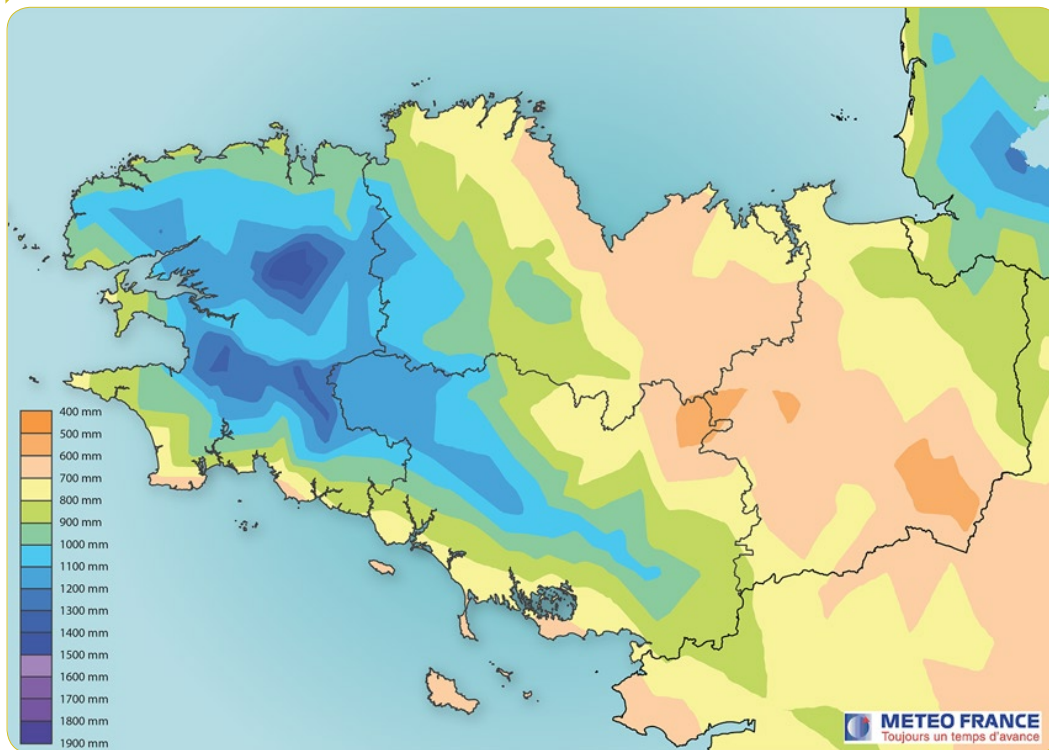 400 mm
500 mm
600 mm
700 mm
800 mm
900 mm
1000 mm
1100 mm
1200 mm
1300 mm
1400 mm
1500 mm
1600 mm
1700 mm
1800 mm
1900 mm
METEO FRANCE
Toujours un temps d'avance